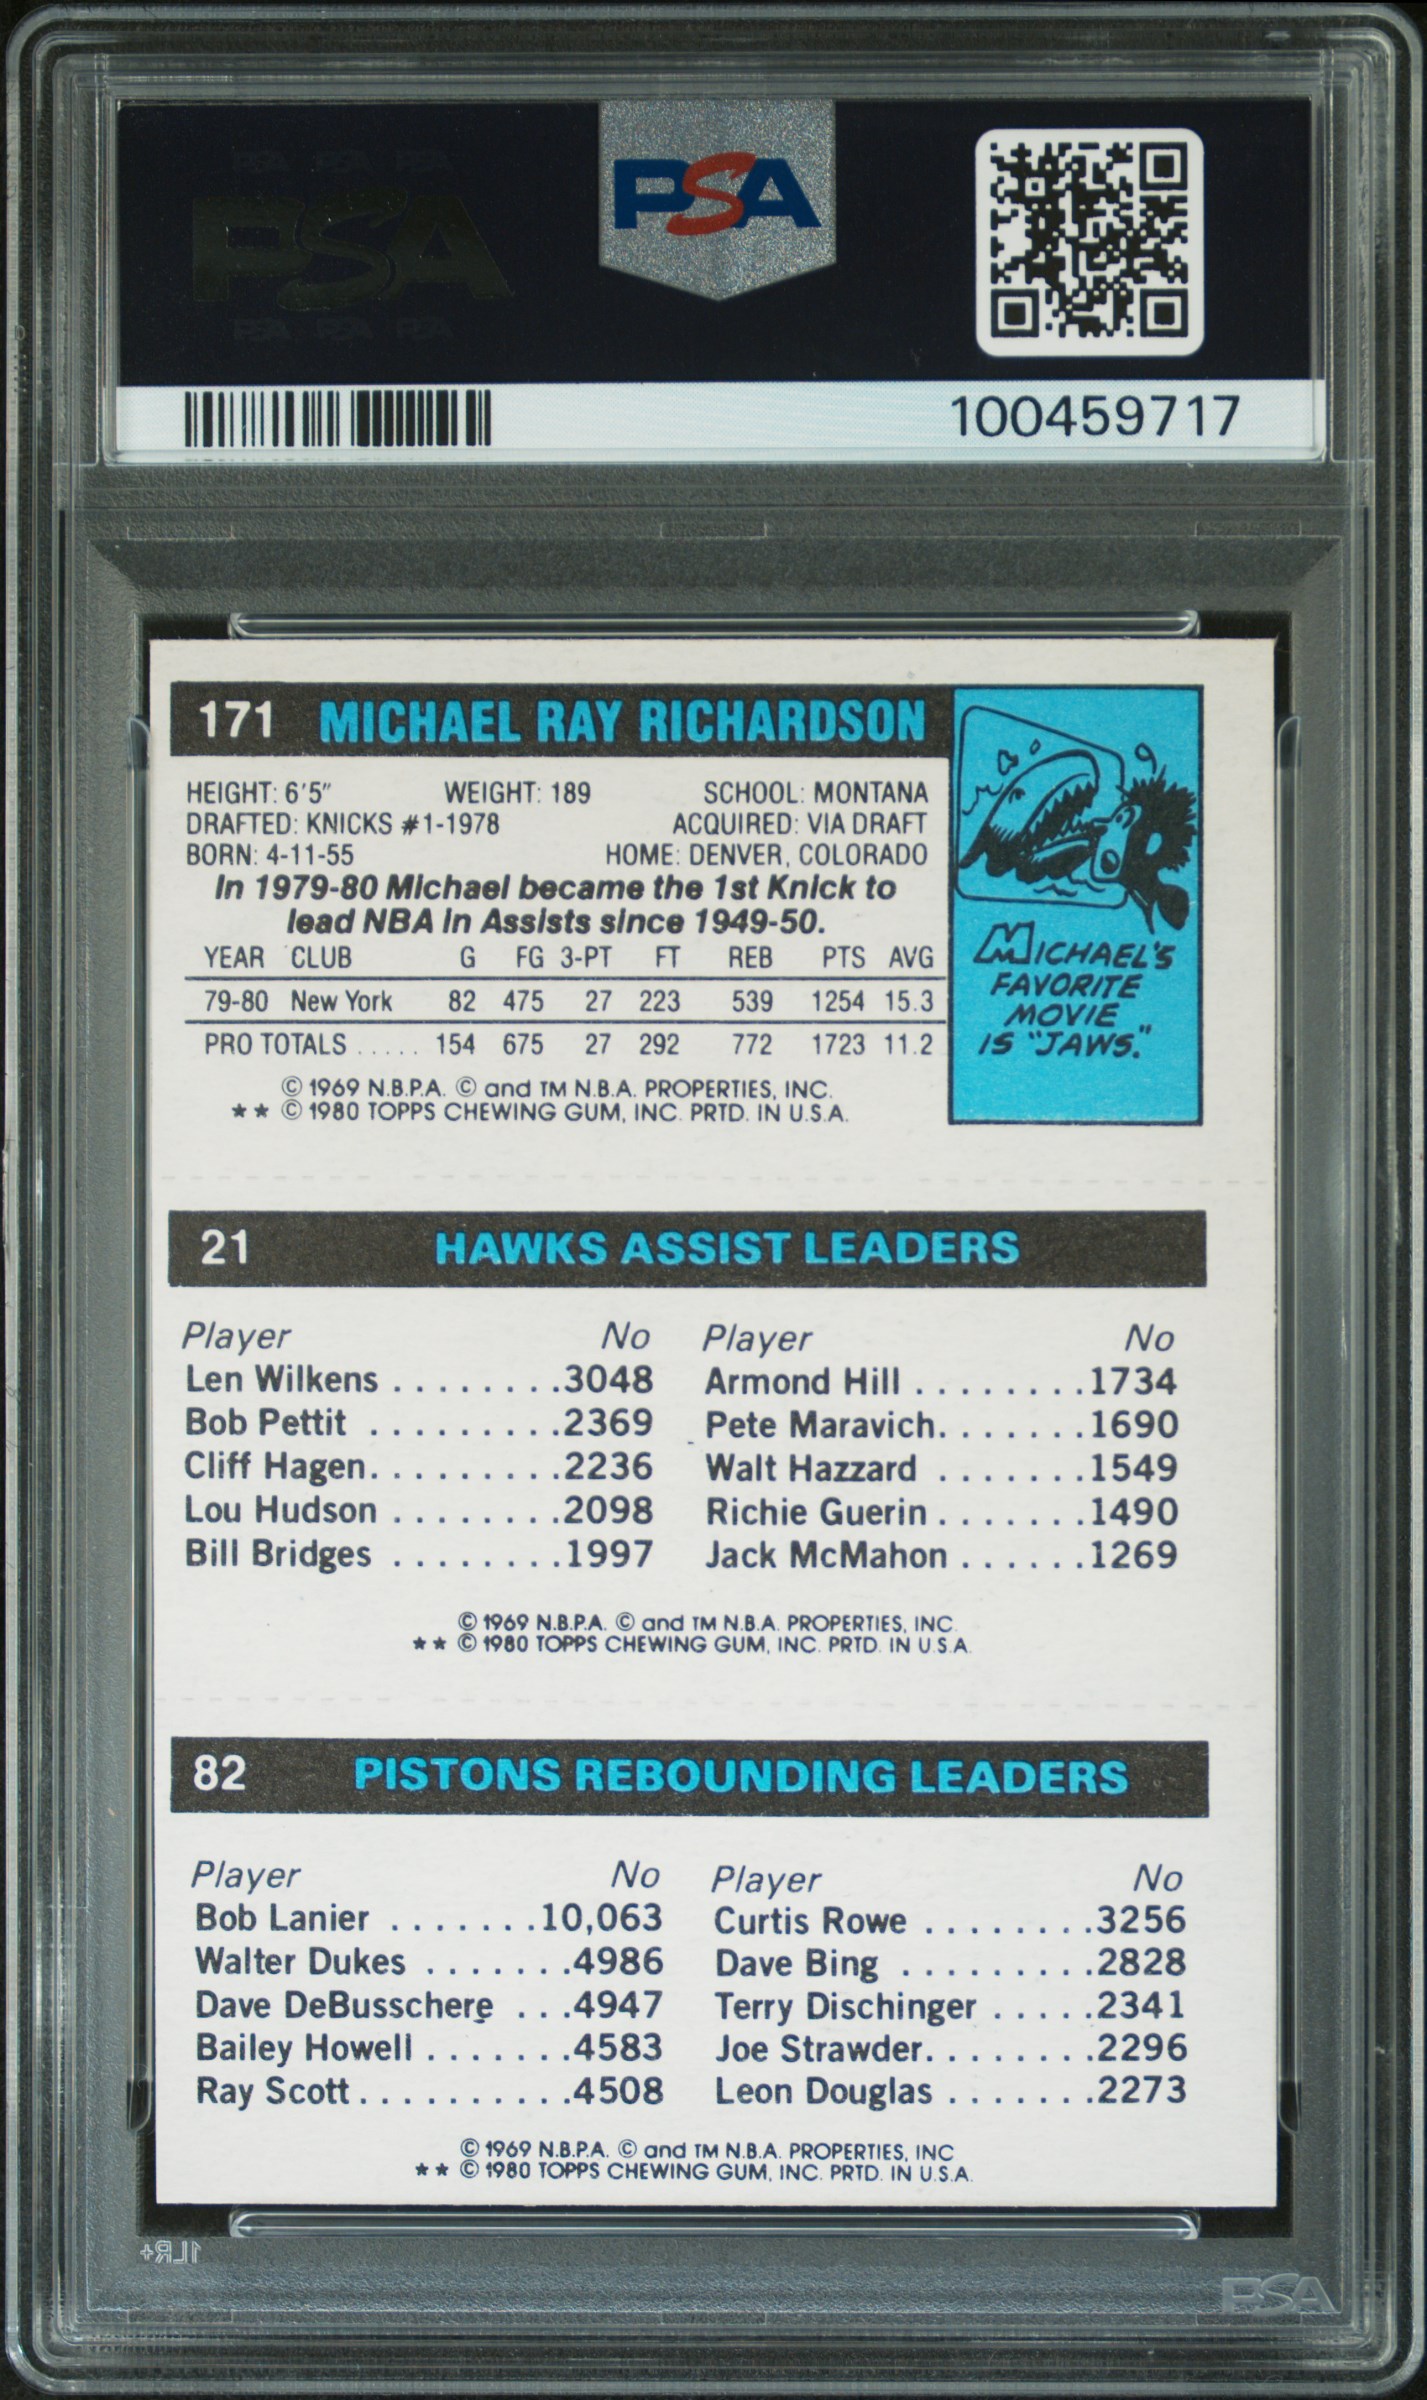 PSA PSA PSA
PSA
PSA PSA PSA
PSA
100459717
171 MICHAEL RAY RICHARDSON
HEIGHT: 6'5" WEIGHT: 189 SCHOOL: MONTANA
DRAFTED: KNICKS #1-1978 ACQUIRED: VIA DRAFT
BORN: 4-11-55 HOME: DENVER, COLORADO
In 1979-80 Michael became the 1st Knick to
lead NBA in Assists since 1949-50.
YEAR CLUB G FG 3-PT FT REB PTS AVG
79-80 New York 82 475 27 223 539 1254 15.3
PRO TOTALS ..... 154 675 27 292 772 1723 11.2
© 1969 N.B.P.A. © and TM N.B.A. PROPERTIES, INC.
** © 1980 TOPPS CHEWING GUM, INC. PRTD. IN U.S.A.
MICHAEL'S
FAVORITE
MOVIE
IS "JAWS."
21 HAWKS ASSIST LEADERS
Player No Player No
Len Wilkens ........3048 Armond Hill ........1734
Bob Pettit .........2369 Pete Maravich.......1690
Cliff Hagen.........2236 Walt Hazzard .......1549
Lou Hudson ........2098 Richie Guerin.......1490
Bill Bridges ........1997 Jack McMahon ......1269
© 1969 N.B.P.A. © and TM N.B.A. PROPERTIES, INC.
** © 1980 TOPPS CHEWING GUM, INC. PRTD. IN U.S.A.
82 PISTONS REBOUNDING LEADERS
Player No Player No
Bob Lanier .......10,063 Curtis Rowe ........3256
Walter Dukes .......4986 Dave Bing .........2828
Dave DeBusschere ...4947 Terry Dischinger .....2341
Bailey Howell .......4583 Joe Strawder........2296
Ray Scott..........4508 Leon Douglas .......2273
© 1969 N.B.P.A. © and TM N.B.A. PROPERTIES, INC
** © 1980 TOPPS CHEWING GUM, INC. PRTD. IN U.S.A.
1LR+
PSA